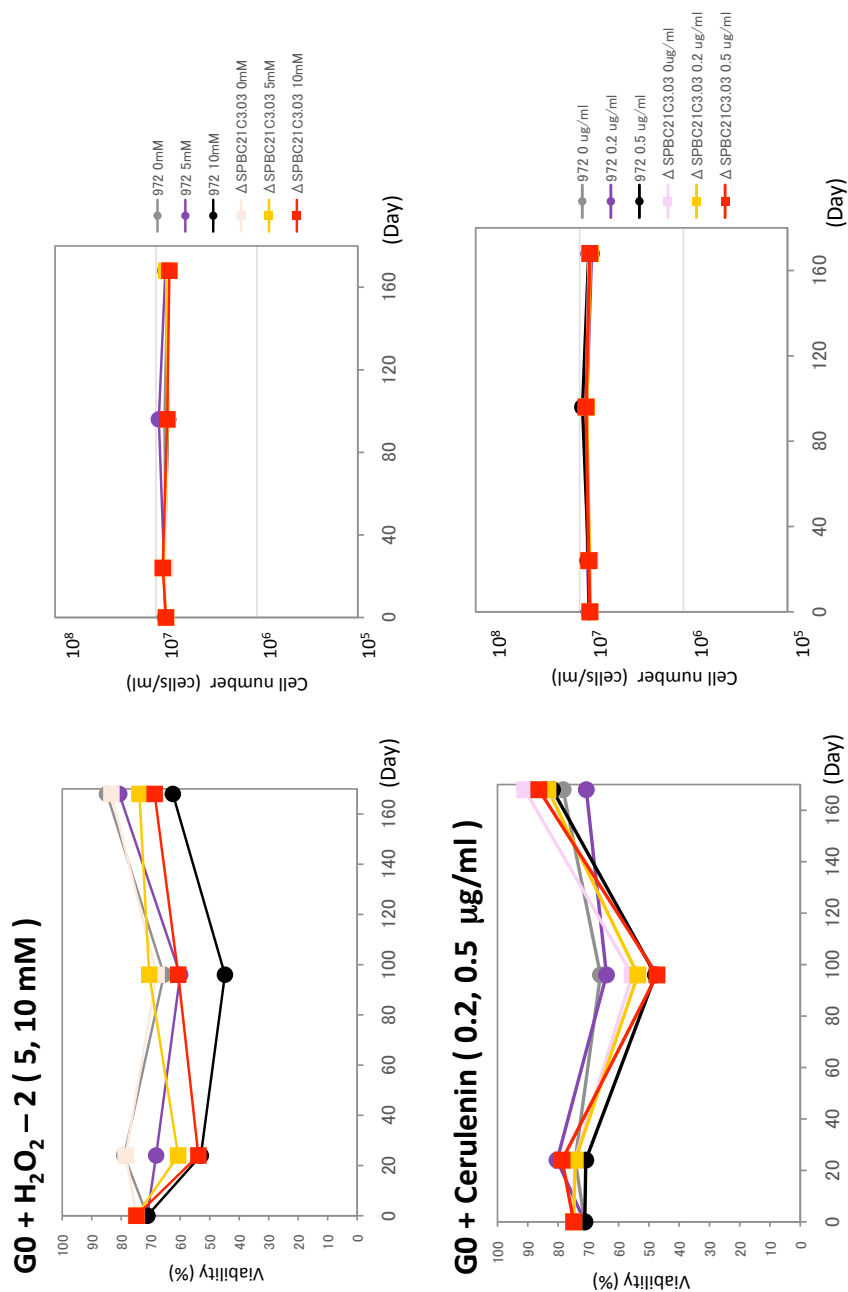 G0 + H₂O₂ – 2 ( 5, 10 mM)
Viability (%)
100
90
80
70
60
50
40
30
20
10
0
0 20 40 60 80 100 120 140 160
(Day)
Cell number (cells/ml)
10⁸
10⁷
10⁶
10⁵
0 40 80 120 160
(Day)
972 0mM
972 5mM
972 10mM
ΔSPBC21C3.03 0mM
ΔSPBC21C3.03 5mM
ΔSPBC21C3.03 10mM
G0 + Cerulenin ( 0.2, 0.5 μg/ml )
Viability (%)
100
90
80
70
60
50
40
30
20
10
0
0 20 40 60 80 100 120 140 160
(Day)
Cell number (cells/ml)
10⁸
10⁷
10⁶
10⁵
0 40 80 120 160
(Day)
972 0 ug/ml
972 0.2 ug/ml
972 0.5 ug/ml
ΔSPBC21C3.03 0ug/ml
ΔSPBC21C3.03 0.2 ug/ml
ΔSPBC21C3.03 0.5 ug/ml